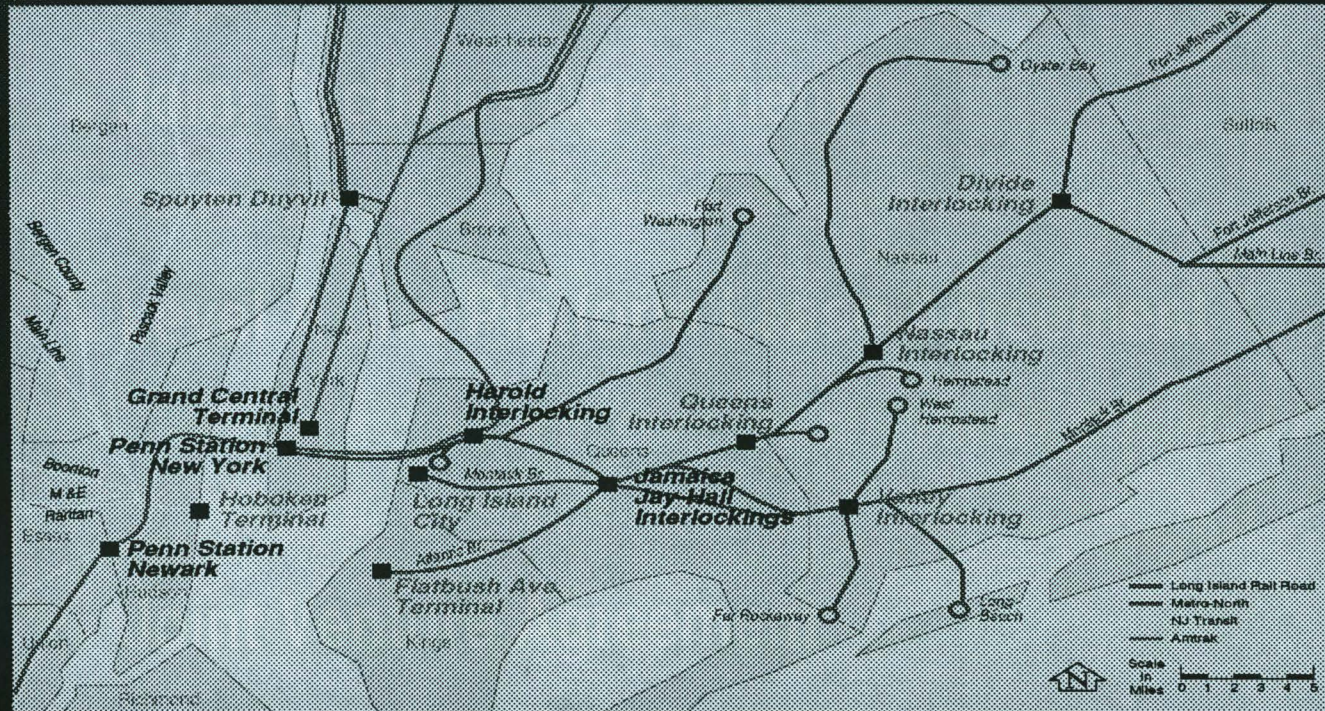 Westchester
Port Jefferson Br.
Oyster Bay
Bergen
Suffolk
Spuyten Duyvil
Divide
Interlocking
Port
Washington
Port Jefferson Br.
Bergen County
Bronx
Nassau
Main Line Br.
Pascack Valley
Main Line
New
York
Nassau
Interlocking
Hempstead
Grand Central
Terminal
Harold
Interlocking
Queens
Interlocking
West
Hempstead
Montauk Br.
Penn Station
New York
Queens
Boonton
M &E
Raritan
Montauk Br.
Jamaica
Jay-Hall
Interlockings
Hoboken
Terminal
Long Island
City
Valley
Interlocking
Essex
Penn Station
Newark
Atlantic Br.
Flatbush Ave.
Terminal
Hudson
Far Rockaway
Long
Beach
Union
Kings
Richmond
Long Island Rail Road
Metro-North
NJ Transit
Amtrak
N
Scale
in
Miles
0 1 2 3 4 5